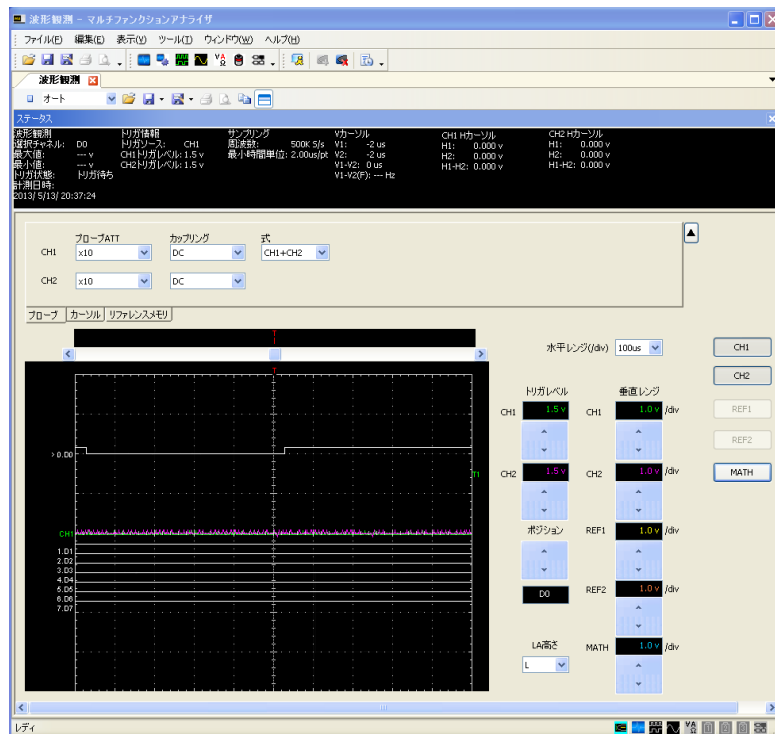 波形観測 - マルチファンクションアナライザ
ファイル(F) 編集(E) 表示(V) ツール(T) ウィンドウ(W) ヘルプ(H)
波形観測
オート
ステータス
波形観測 トリガ情報 サンプリング Vカーソル CH1 Hカーソル CH2 Hカーソル
選択チャネル: D0 トリガソース: CH1 周波数: 500K S/s V1: -2 us H1: 0.000 v H1: 0.000 v
最大値: --- v CH1トリガレベル: 1.5 v 最小時間単位: 2.00us/pt V2: -2 us H2: 0.000 v H2: 0.000 v
最小値: --- v CH2トリガレベル: 1.5 v V1-V2: 0 us H1-H2: 0.000 v H1-H2: 0.000 v
トリガ状態: トリガ待ち V1-V2(F): --- Hz
計測日時:
2013/ 5/13/ 20:37:24
プローブATT カップリング 式
CH1 x10 DC CH1+CH2
CH2 x10 DC
プローブ カーソル リファレンスメモリ
水平レンジ(/div) 100us CH1
CH2
T
T
トリガレベル 垂直レンジ
CH1 1.5 v CH1 1.0 v /div REF1
REF2
> 0.D0
T1 CH2 1.5 v CH2 1.0 v /div MATH
CH1
ポジション REF1 1.0 v /div
1.D1
2.D2
3.D3
4.D4
5.D5
6.D6
7.D7
D0 REF2 1.0 v /div
LA高さ MATH 1.0 v /div
L
レディ